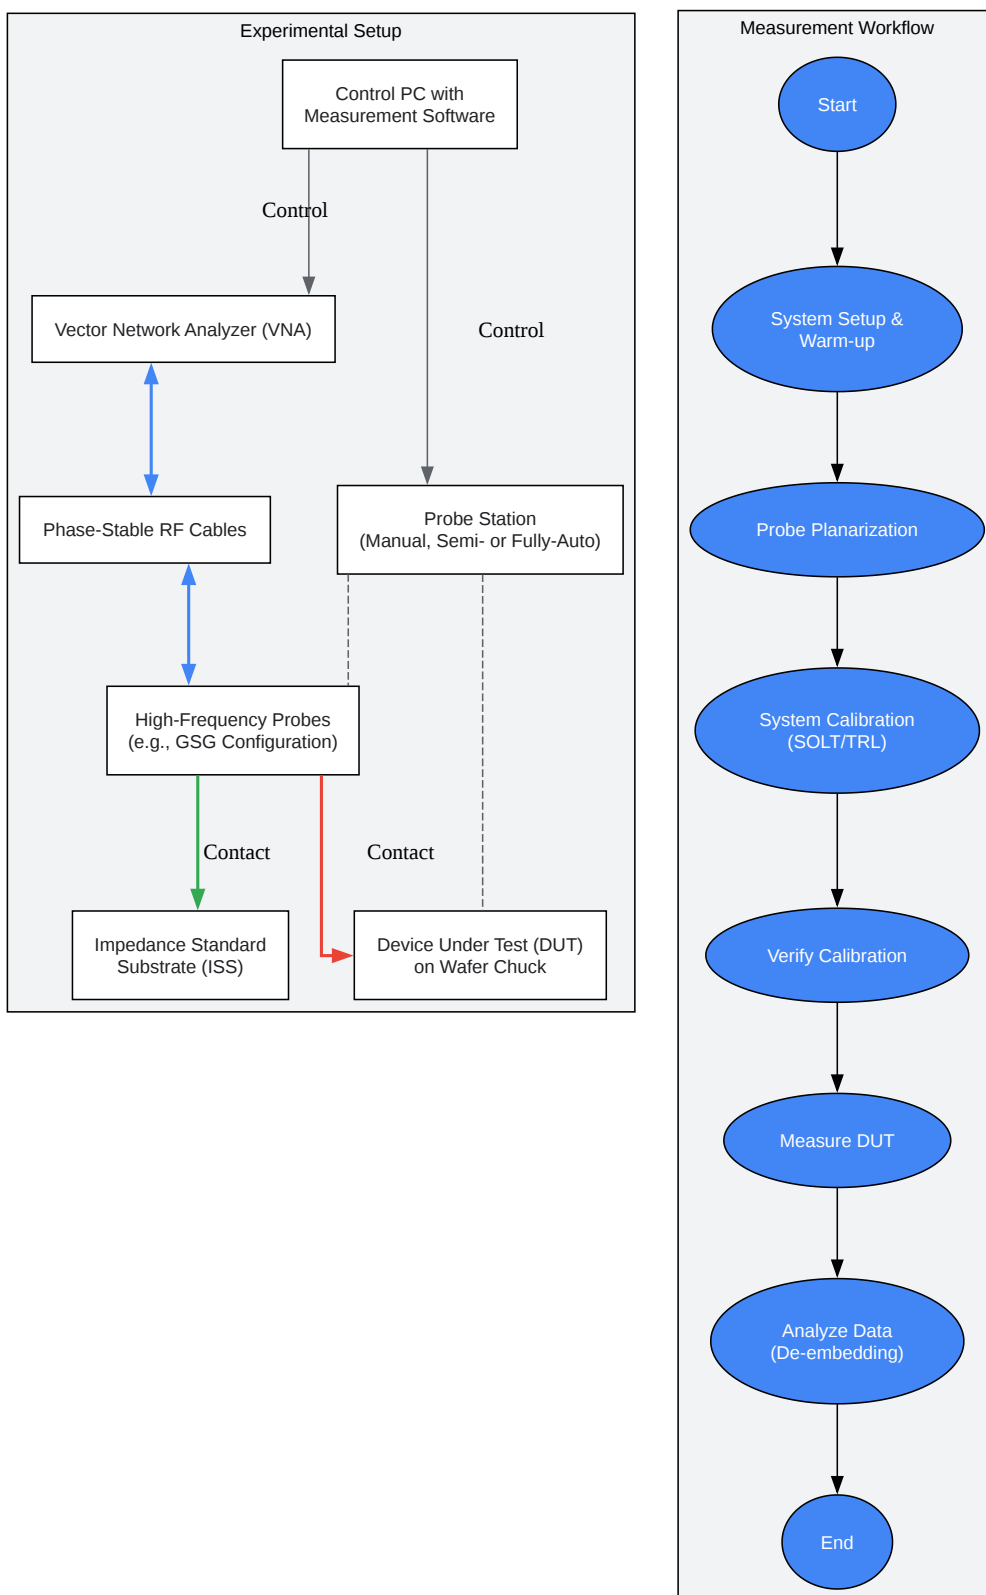 Experimental Setup
Control PC with
Measurement Software
Control
Vector Network Analyzer (VNA)
Control
Phase-Stable RF Cables
Probe Station
(Manual, Semi- or Fully-Auto)
High-Frequency Probes
(e.g., GSG Configuration)
Contact
Contact
Impedance Standard
Substrate (ISS)
Device Under Test (DUT)
on Wafer Chuck
Measurement Workflow
Start
System Setup &
Warm-up
Probe Planarization
System Calibration
(SOLT/TRL)
Verify Calibration
Measure DUT
Analyze Data
(De-embedding)
End